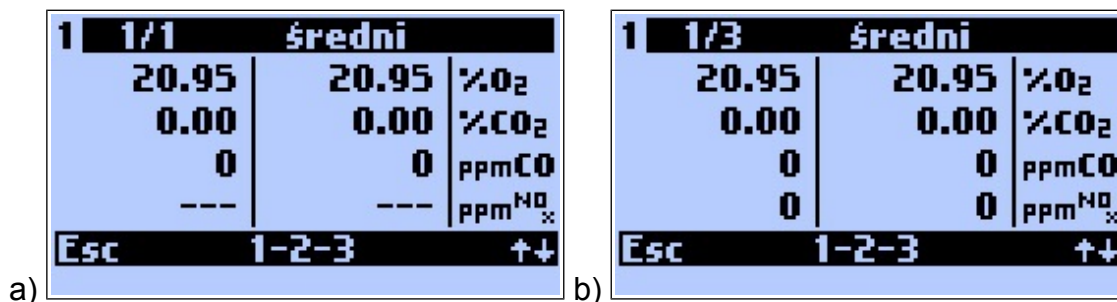 1 1/1 średni
20.95 20.95 %O₂
0.00 0.00 %CO₂
0 0 ppmCO
--- --- ppmNOx
Esc 1-2-3 ↑↓
a)
1 1/3 średni
20.95 20.95 %O₂
0.00 0.00 %CO₂
0 0 ppmCO
0 0 ppmNOx
Esc 1-2-3 ↑↓
b)